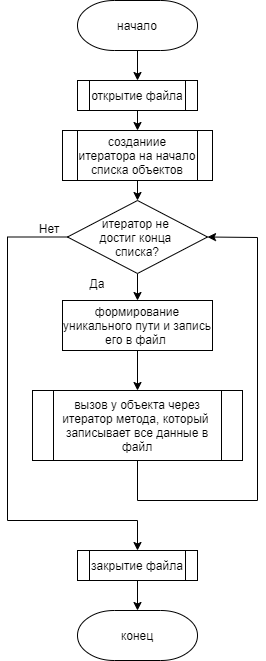 начало
открытие файла
созданиие
итератора на начало
списка объектов
итератор не
достиг конца
списка?
Нет
Да
формирование
уникального пути и запись
его в файл
вызов у объекта через
итератор метода, который
записывает все данные в
файл
закрытие файла
конец